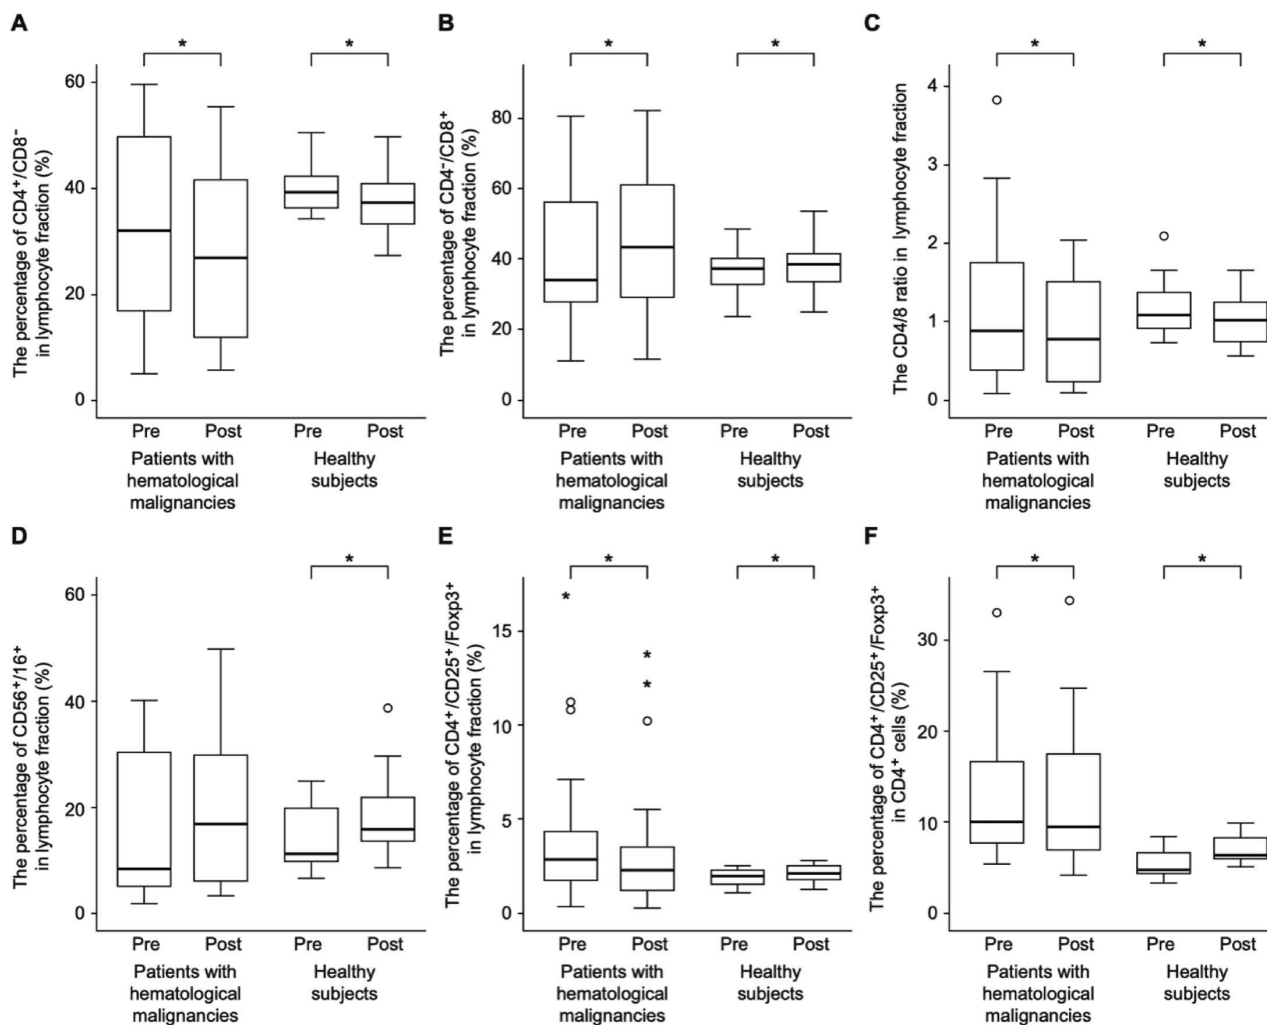 A
The percentage of CD4⁺/CD8⁻
in lymphocyte fraction (%)
60
40
20
0
*
*
Pre
Post
Pre
Post
Patients with
hematological
malignancies
Healthy
subjects
B
The percentage of CD4⁻/CD8⁺
in lymphocyte fraction (%)
80
60
40
20
0
*
*
Pre
Post
Pre
Post
Patients with
hematological
malignancies
Healthy
subjects
C
The CD4/8 ratio in lymphocyte fraction
4
3
2
1
0
*
*
Pre
Post
Pre
Post
Patients with
hematological
malignancies
Healthy
subjects
D
The percentage of CD56⁺/16⁺
in lymphocyte fraction (%)
60
40
20
0
*
Pre
Post
Pre
Post
Patients with
hematological
malignancies
Healthy
subjects
E
The percentage of CD4⁺/CD25⁺/Foxp3⁺
in lymphocyte fraction (%)
15
10
5
0
*
*
*
*
*
Pre
Post
Pre
Post
Patients with
hematological
malignancies
Healthy
subjects
F
The percentage of CD4⁺/CD25⁺/Foxp3⁺
in CD4⁺ cells (%)
30
20
10
0
*
*
Pre
Post
Pre
Post
Patients with
hematological
malignancies
Healthy
subjects